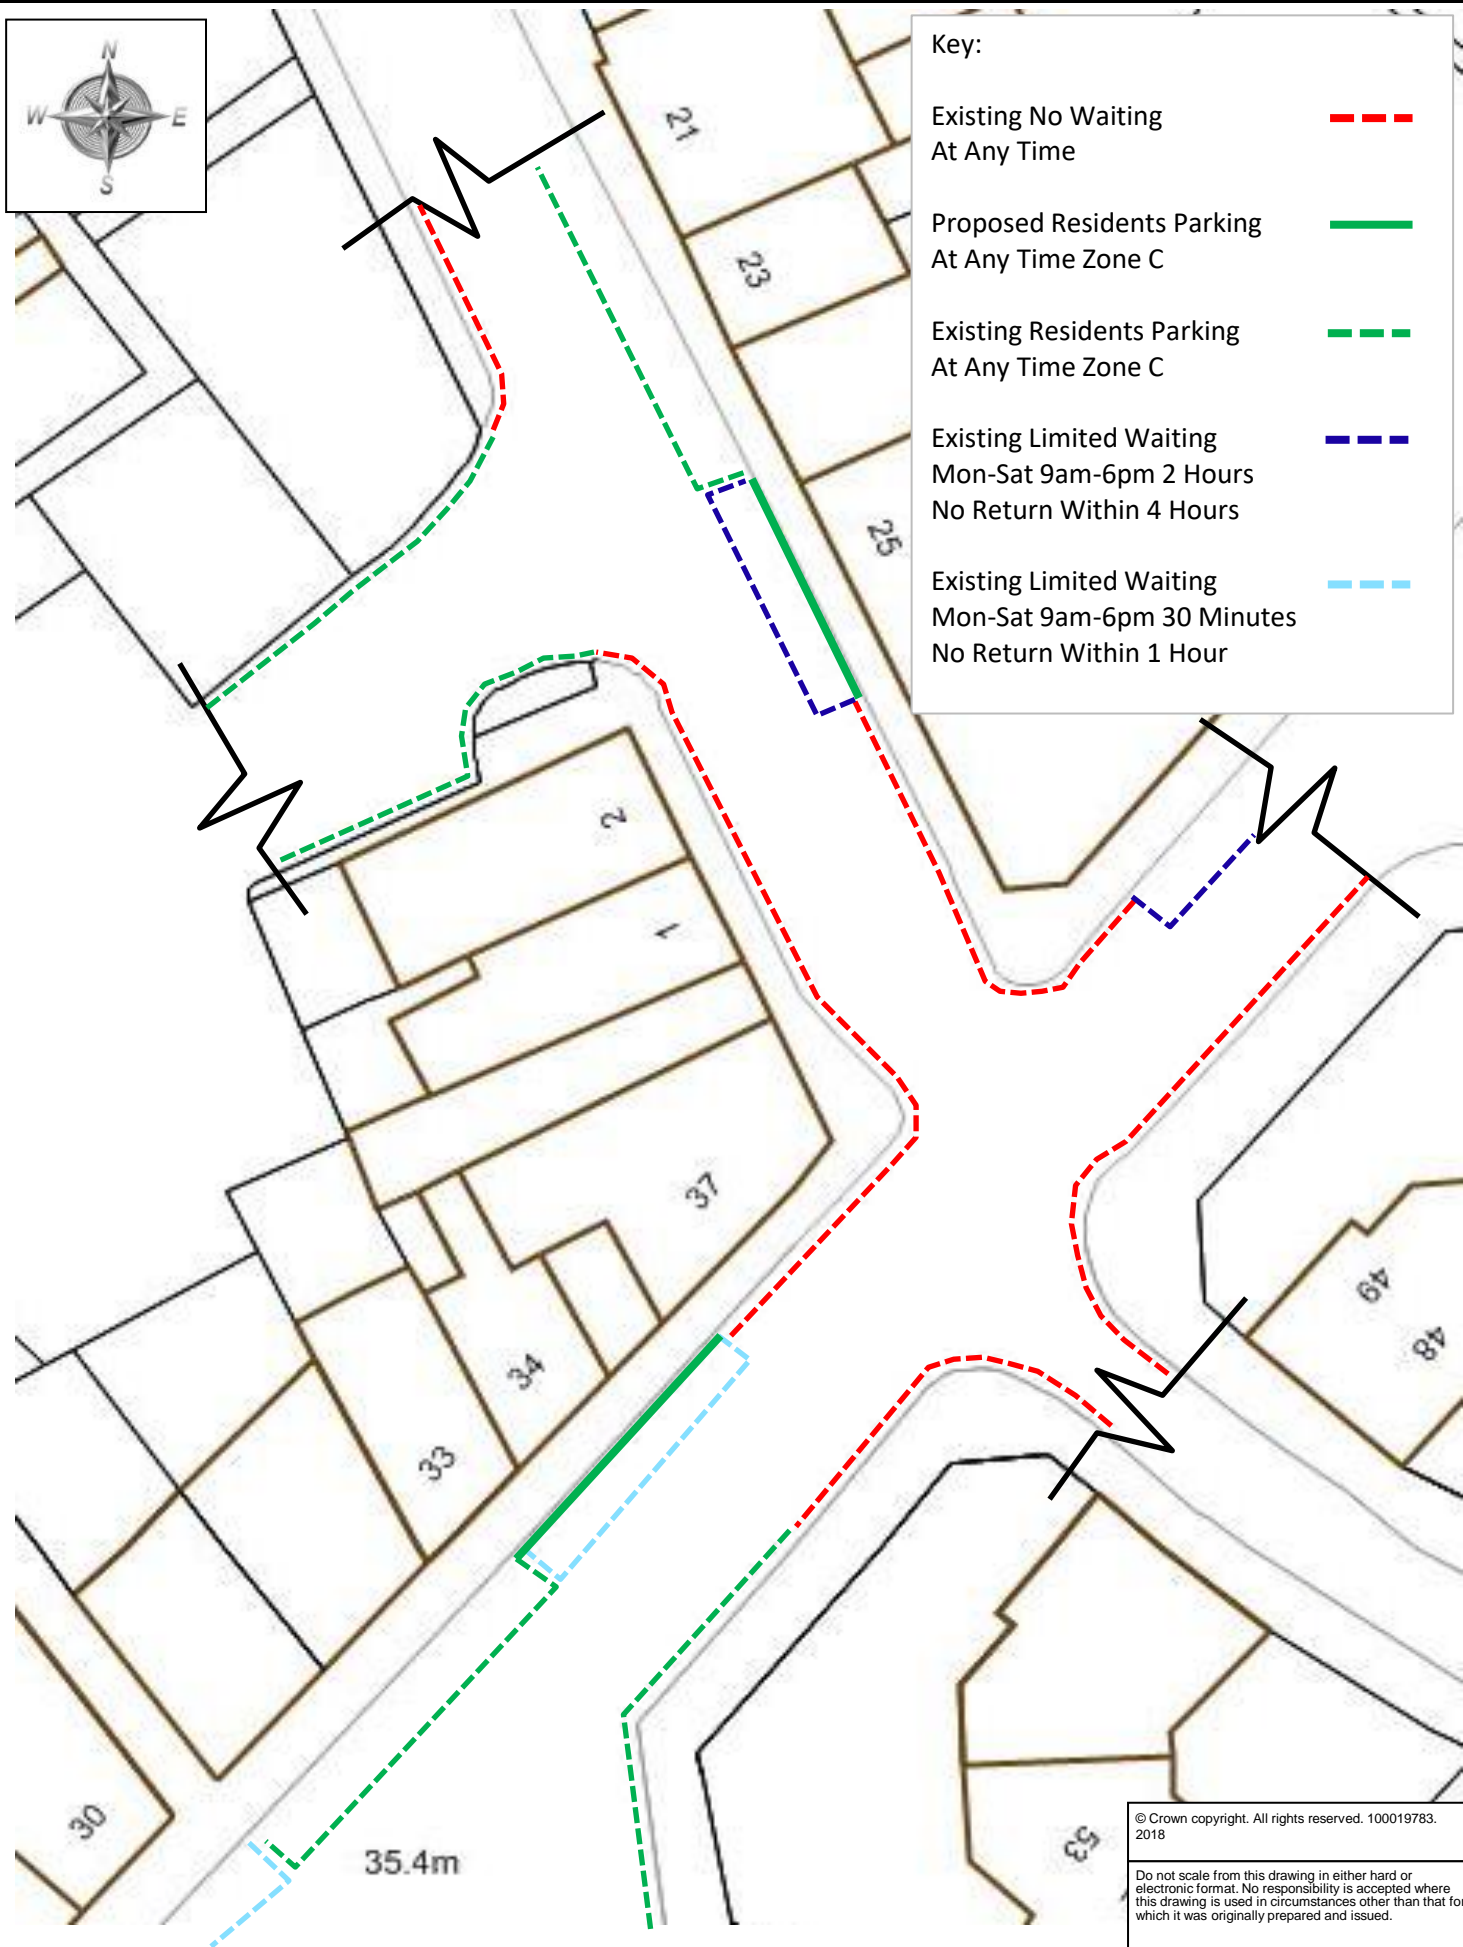 N
W
E
S
Key:
Existing No Waiting
At Any Time
Proposed Residents Parking
At Any Time Zone C
Existing Residents Parking
At Any Time Zone C
Existing Limited Waiting
Mon-Sat 9am-6pm 2 Hours
No Return Within 4 Hours
Existing Limited Waiting
Mon-Sat 9am-6pm 30 Minutes
No Return Within 1 Hour
21
23
25
2
1
37
34
33
30
49
48
53
35.4m
© Crown copyright. All rights reserved. 100019783.
2018
Do not scale from this drawing in either hard or
electronic format. No responsibility is accepted where
this drawing is used in circumstances other than that for
which it was originally prepared and issued.